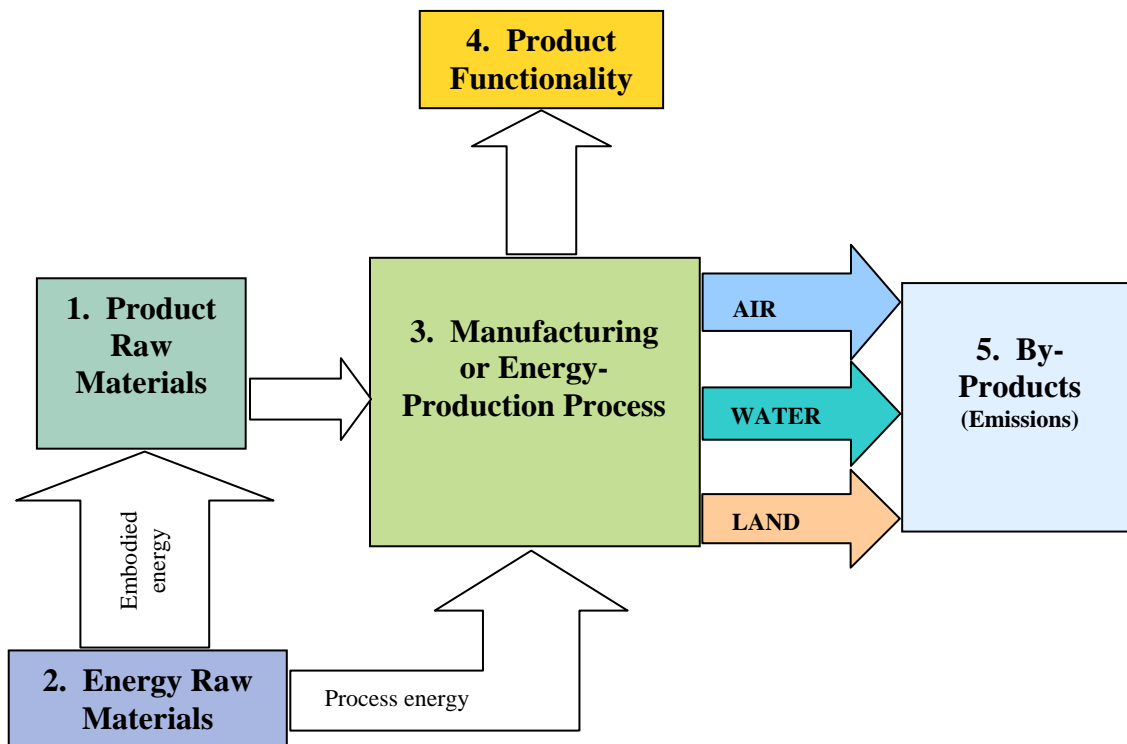 4. Product
Functionality
1. Product
Raw
Materials
3. Manufacturing
or Energy-
Production Process
AIR
WATER
LAND
5. By-
Products
(Emissions)
Embodied
energy
2. Energy Raw
Materials
Process energy